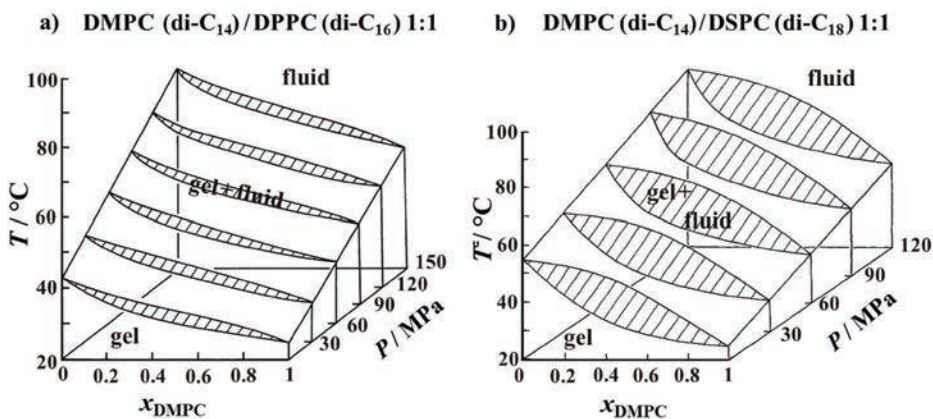 a) DMPC (di-C₁₄)/DPPC (di-C₁₆) 1:1
100
80
60
40
20
T / °C
fluid
gel+fluid
gel
0
0.2
0.4
0.6
0.8
1
x_DMPC
30
60
90
120
150
P / MPa
b) DMPC (di-C₁₄)/DSPC (di-C₁₈) 1:1
100
80
60
40
20
T / °C
fluid
gel+
fluid
gel
0
0.2
0.4
0.6
0.8
1
x_DMPC
30
60
90
120
P / MPa